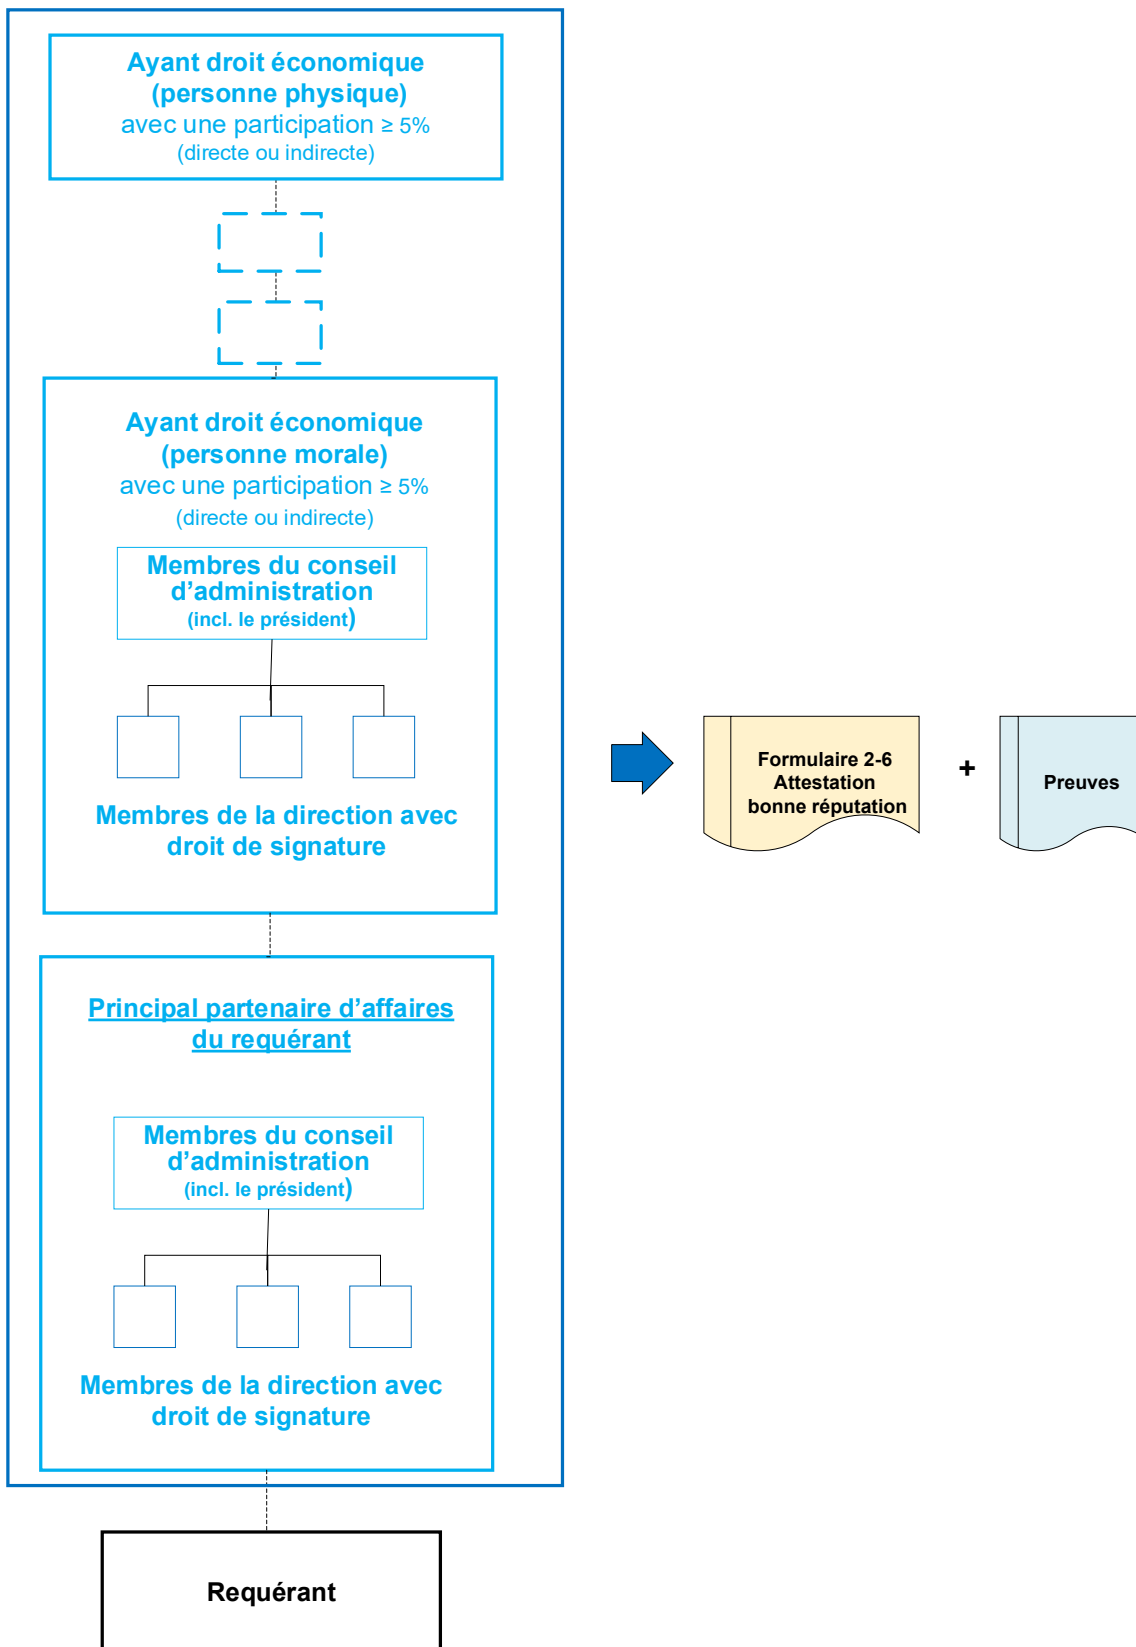 Ayant droit économique
(personne physique)
avec une participation ≥ 5%
(directe ou indirecte)
Ayant droit économique
(personne morale)
avec une participation ≥ 5%
(directe ou indirecte)
Membres du conseil
d’administration
(incl. le président)
Membres de la direction avec
droit de signature
Formulaire 2-6
Attestation
bonne réputation
+
Preuves
Principal partenaire d’affaires
du requérant
Membres du conseil
d’administration
(incl. le président)
Membres de la direction avec
droit de signature
Requérant